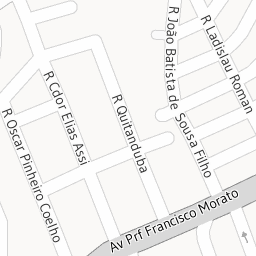 R João Batista de Sousa Filho
R Ladislau Roman
R Cdor Elias Assi
R Quitanduba
R Oscar Pinheiro Coelho
Av Prf Francisco Morato